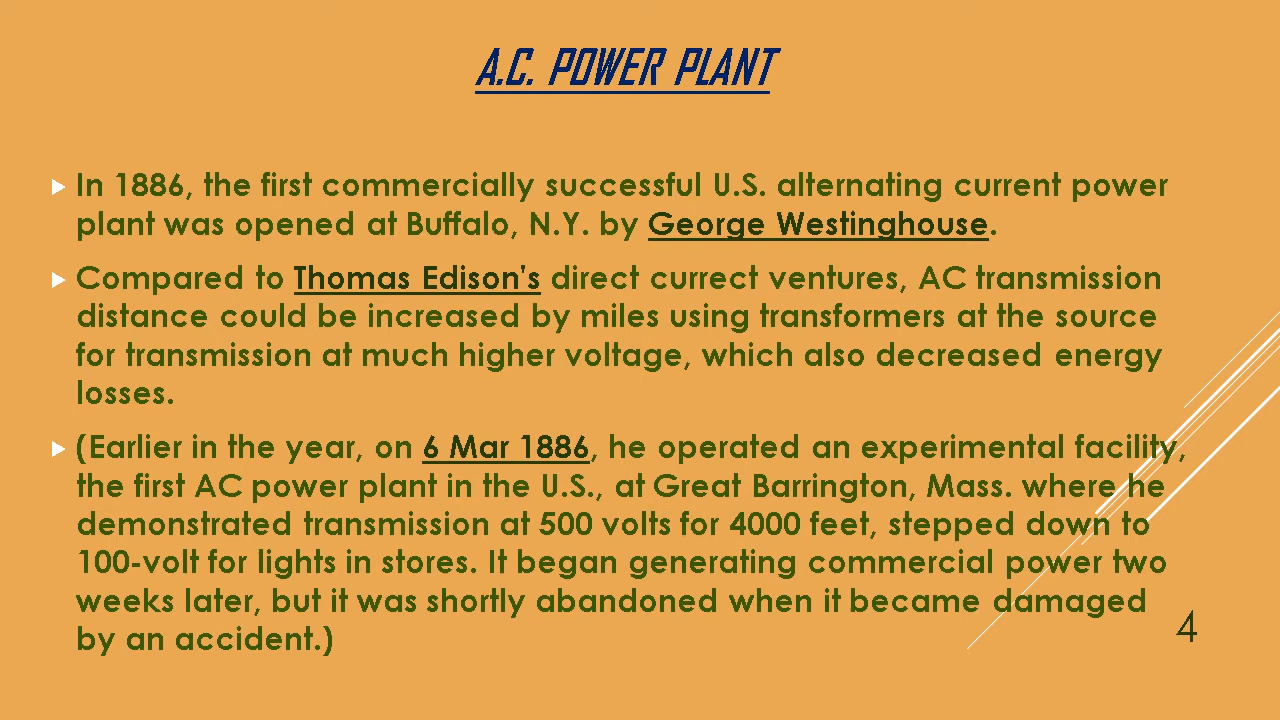 A.C. POWER PLANT
In 1886, the first commercially successful U.S. alternating current power
plant was opened at Buffalo, N.Y. by George Westinghouse.
Compared to Thomas Edison's direct currect ventures, AC transmission
distance could be increased by miles using transformers at the source
for transmission at much higher voltage, which also decreased energy
losses.
(Earlier in the year, on 6 Mar 1886, he operated an experimental facility,
the first AC power plant in the U.S., at Great Barrington, Mass. where he
demonstrated transmission at 500 volts for 4000 feet, stepped down to
100-volt for lights in stores. It began generating commercial power two
weeks later, but it was shortly abandoned when it became damaged
by an accident.)
4